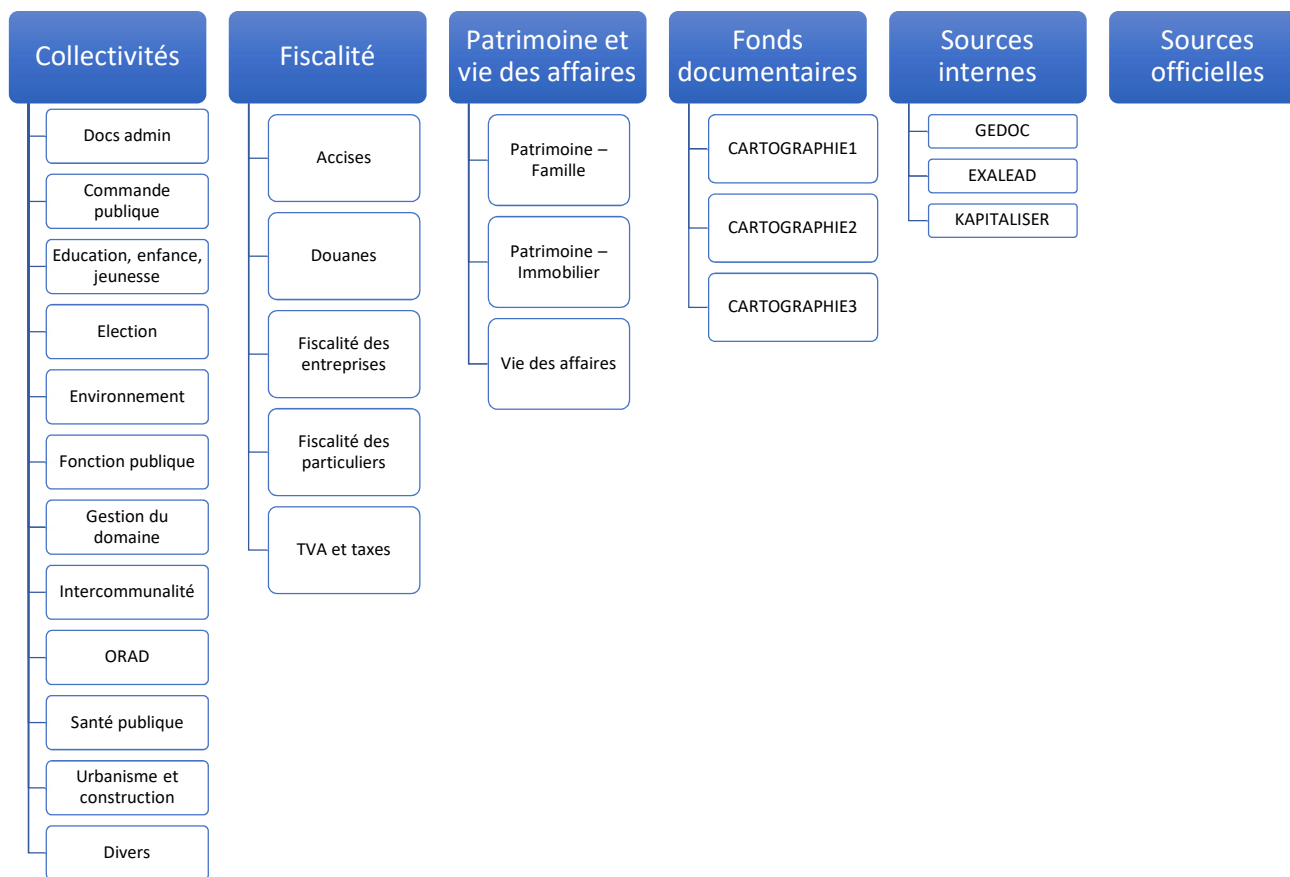 Collectivités
Docs admin
Commande
publique
Education, enfance,
jeunesse
Election
Environnement
Fonction publique
Gestion du
domaine
Intercommunalité
ORAD
Santé publique
Urbanisme et
construction
Divers
Fiscalité
Accises
Douanes
Fiscalité des
entreprises
Fiscalité des
particuliers
TVA et taxes
Patrimoine et
vie des affaires
Patrimoine –
Famille
Patrimoine –
Immobilier
Vie des affaires
Fonds
documentaires
CARTOGRAPHIE1
CARTOGRAPHIE2
CARTOGRAPHIE3
Sources
internes
GEDOC
EXALEAD
KAPITALISER
Sources
officielles